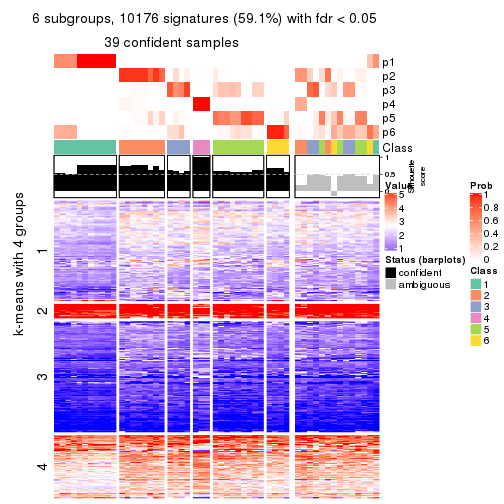 6 subgroups, 10176 signatures (59.1%) with fdr < 0.05
39 confident samples
p1
p2
p3
p4
p5
p6
Class
1
0.5
0
Silhouette
score
k-means with 4 groups
1
2
3
4
Value
5
4
3
2
1
Status (barplots)
confident
ambiguous
Prob
1
0.8
0.6
0.4
0.2
0
Class
1
2
3
4
5
6